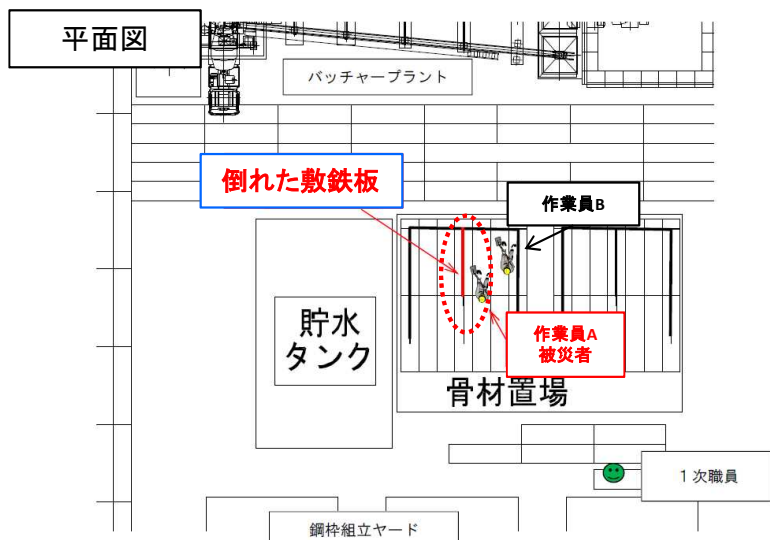 平面図
バッチャープラント
倒れた敷鉄板
作業員B
貯水
タンク
作業員A
被災者
骨材置場
1次職員
鋼枠組立ヤード